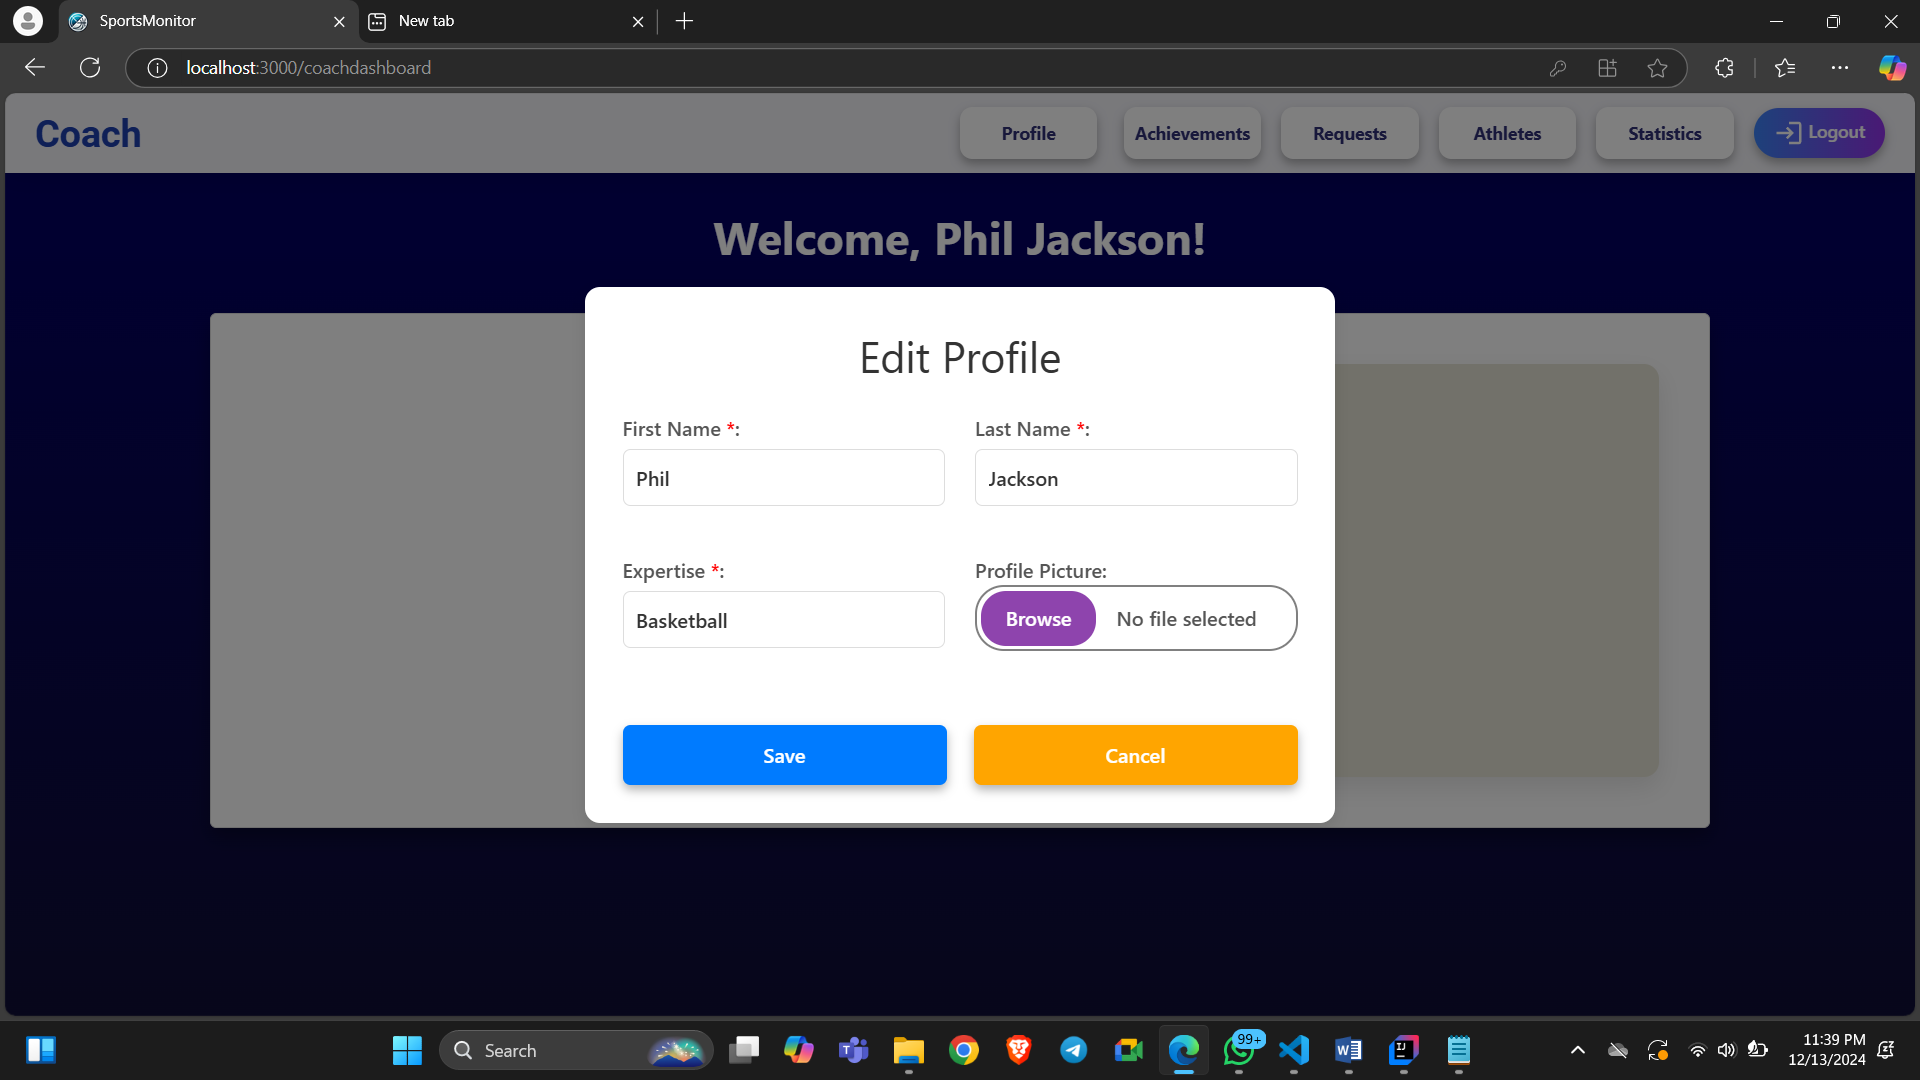 SportsMonitor
New tab
localhost:3000/coachdashboard
Coach
Profile
Achievements
Requests
Athletes
Statistics
Logout
Welcome, Phil Jackson!
Edit Profile
First Name *:
Last Name *:
Phil
Jackson
Expertise *:
Profile Picture:
Basketball
Browse
No file selected
Save
Cancel
Search
99+
11:39 PM
12/13/2024